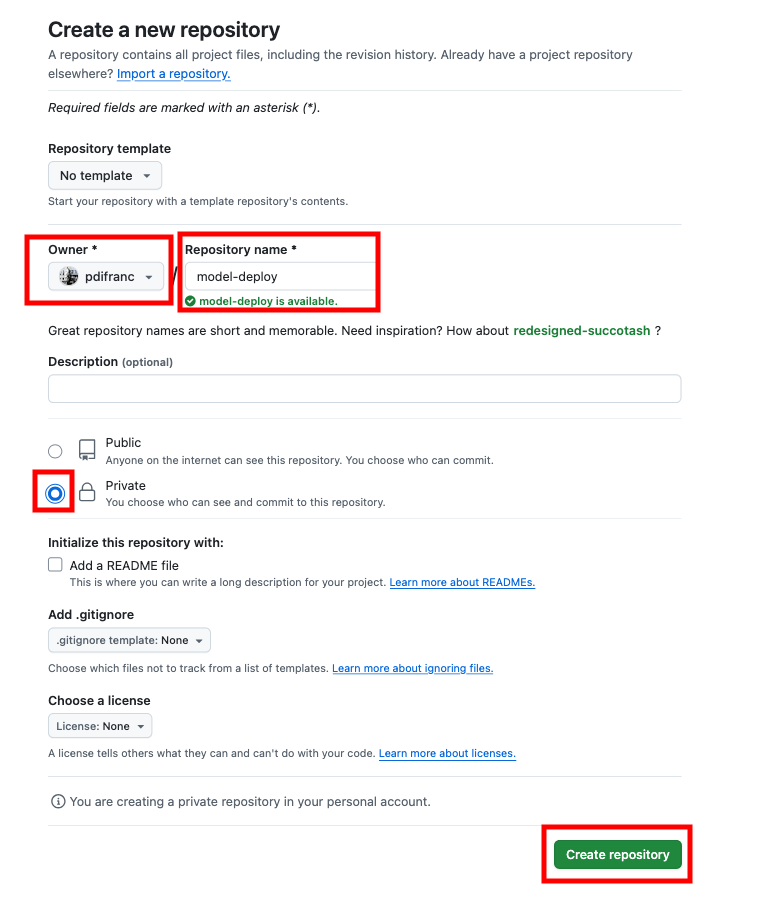 Create a new repository
A repository contains all project files, including the revision history. Already have a project repository
elsewhere? Import a repository.
Required fields are marked with an asterisk (*).
Repository template
No template
Start your repository with a template repository's contents.
Owner * Repository name *
pdifranc / model-deploy
model-deploy is available.
Great repository names are short and memorable. Need inspiration? How about redesigned-succotash ?
Description (optional)
Public
Anyone on the internet can see this repository. You choose who can commit.
Private
You choose who can see and commit to this repository.
Initialize this repository with:
Add a README file
This is where you can write a long description for your project. Learn more about READMEs.
Add .gitignore
.gitignore template: None
Choose which files not to track from a list of templates. Learn more about ignoring files.
Choose a license
License: None
A license tells others what they can and can't do with your code. Learn more about licenses.
You are creating a private repository in your personal account.
Create repository